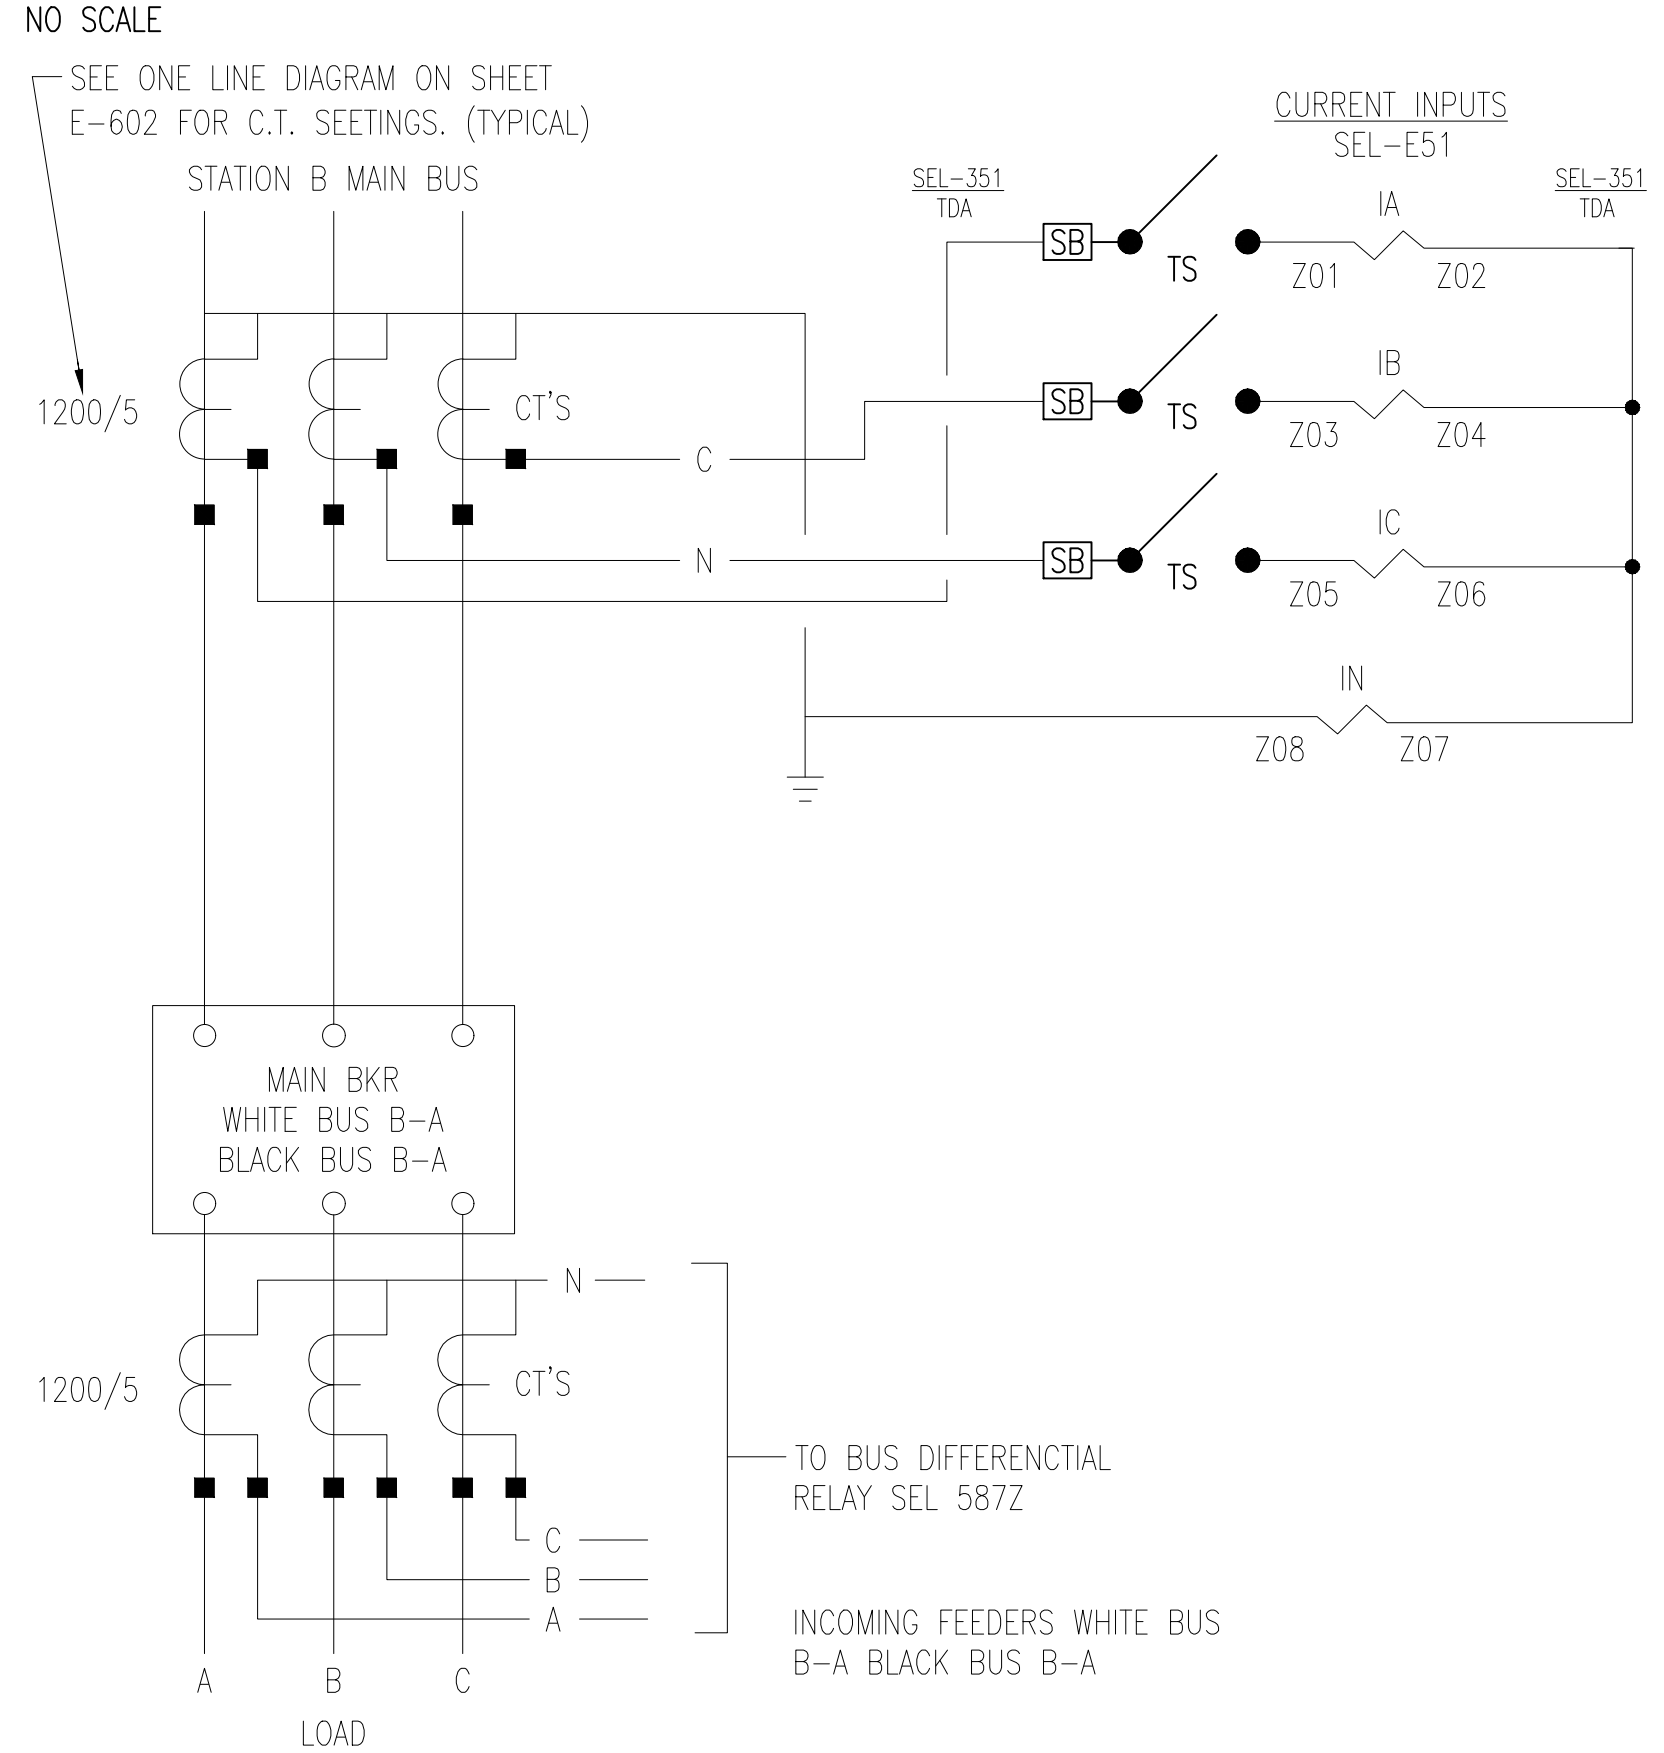 NO SCALE
SEE ONE LINE DIAGRAM ON SHEET
E-602 FOR C.T. SEETINGS. (TYPICAL)
STATION B MAIN BUS
CURRENT INPUTS
SEL-E51
SEL-351
TDA
SEL-351
TDA
IA
SB
TS
Z01
Z02
1200/5
CT'S
IB
SB
TS
Z03
Z04
C
IC
N
SB
TS
Z05
Z06
IN
Z08
Z07
MAIN BKR
WHITE BUS B-A
BLACK BUS B-A
N
1200/5
CT'S
TO BUS DIFFERENCTIAL
RELAY SEL 587Z
C
B
A
INCOMING FEEDERS WHITE BUS
B-A BLACK BUS B-A
A
B
C
LOAD